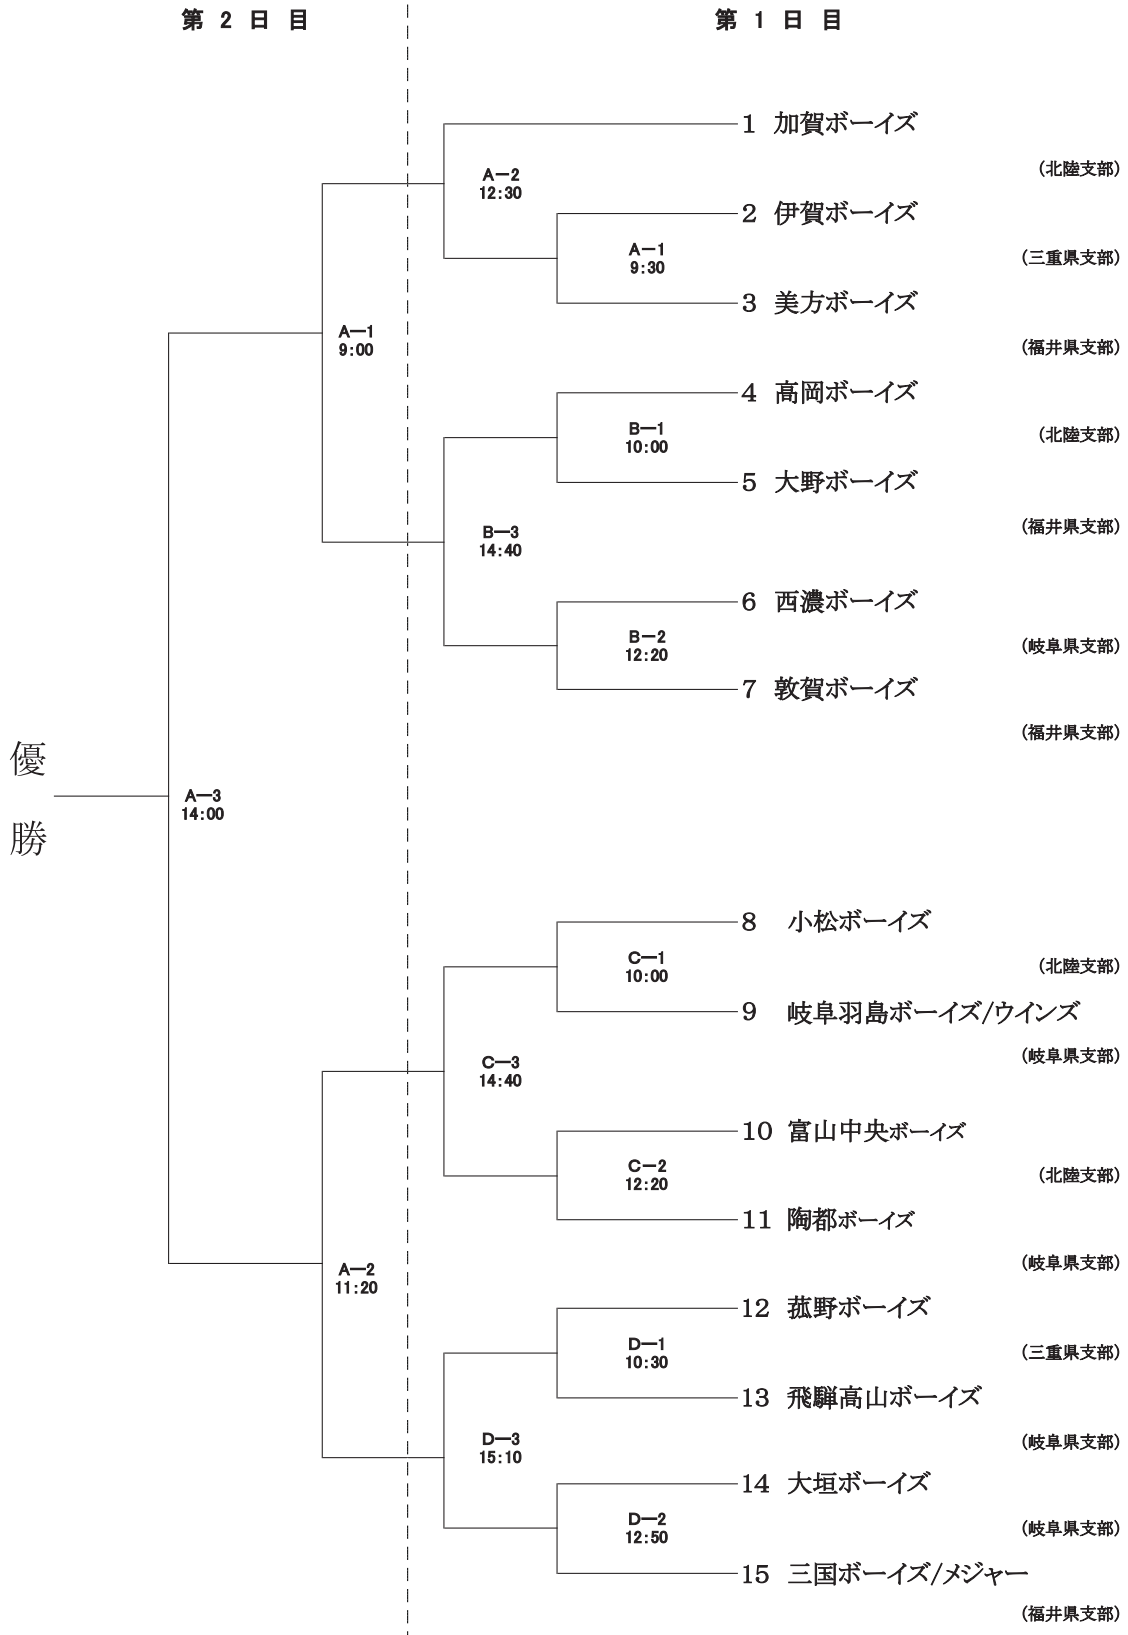 第 2 日 目
第 1 日 目
1 加賀ボーイズ
(北陸支部)
A-2
12:30
2 伊賀ボーイズ
(三重県支部)
A-1
9:30
3 美方ボーイズ
(福井県支部)
A-1
9:00
4 高岡ボーイズ
(北陸支部)
B-1
10:00
5 大野ボーイズ
(福井県支部)
B-3
14:40
6 西濃ボーイズ
(岐阜県支部)
B-2
12:20
7 敦賀ボーイズ
(福井県支部)
優
勝
A-3
14:00
8 小松ボーイズ
(北陸支部)
C-1
10:00
9 岐阜羽島ボーイズ/ウインズ
(岐阜県支部)
C-3
14:40
10 富山中央ボーイズ
(北陸支部)
C-2
12:20
11 陶都ボーイズ
(岐阜県支部)
A-2
11:20
12 菰野ボーイズ
(三重県支部)
D-1
10:30
13 飛騨高山ボーイズ
(岐阜県支部)
D-3
15:10
14 大垣ボーイズ
(岐阜県支部)
D-2
12:50
15 三国ボーイズ/メジャー
(福井県支部)